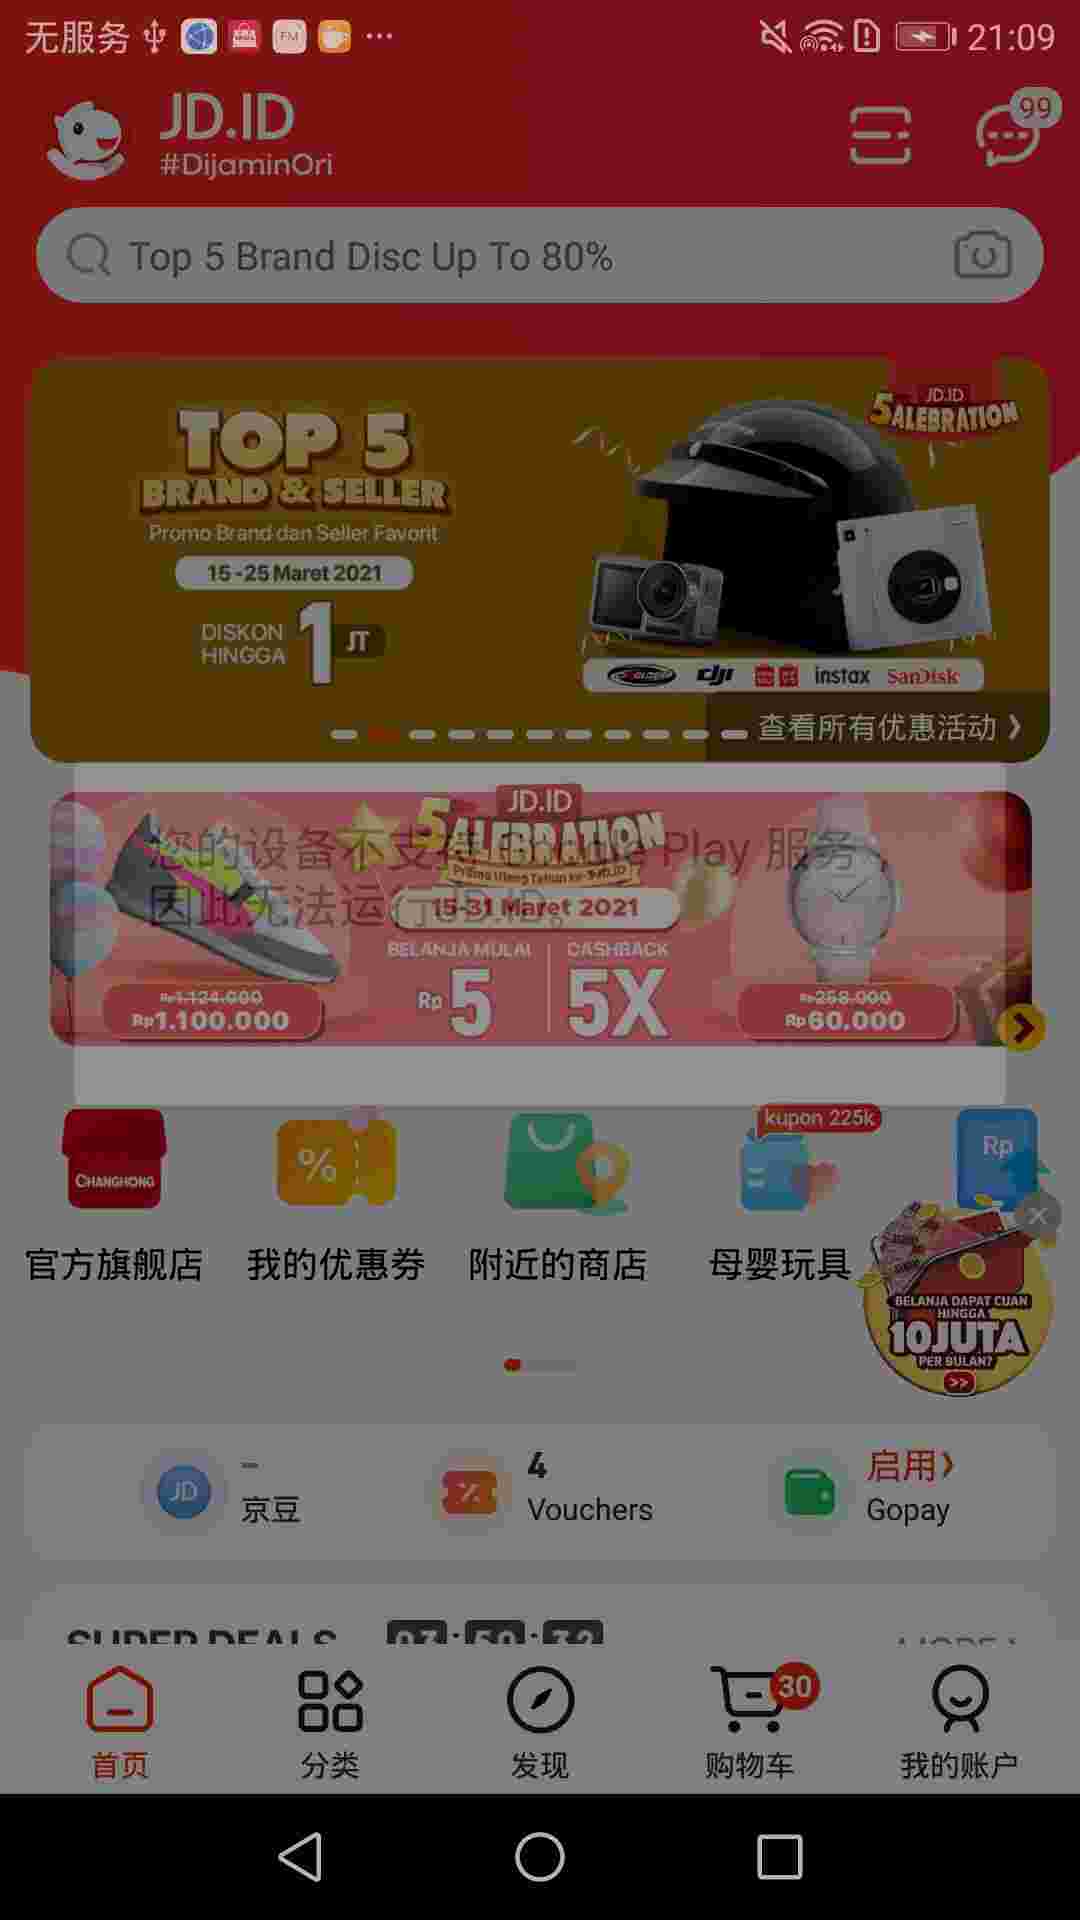 无服务
FM
21:09
JD.ID
#DijaminOri
99
Top 5 Brand Disc Up To 80%
JD.ID
5ALEBRATION
TOP 5
BRAND & SELLER
Promo Brand dan Seller Favorit
15-25 Maret 2021
DISKON
HINGGA 1 JT
dji instax SanDisk
查看所有优惠活动 》
JD.ID
5ALEBRATION
您的设备不支持 Google Play 服务，
因此无法运行JD.ID。
15-31 Maret 2021
BELANJA MULAI
Rp 5
CASHBACK
5X
Rp1.124.000
Rp1.100.000
Rp258.000
Rp60.000
CHANGHONG
%
kupon 225k
Rp
官方旗舰店
我的优惠券
附近的商店
母婴玩具
BELANJA DAPAT CUAN
HINGGA
10JUTA
PER BULAN?
>>
JD
-
京豆
4
Vouchers
启用
Gopay
SUPER DEALS
30
首页
分类
发现
购物车
我的账户